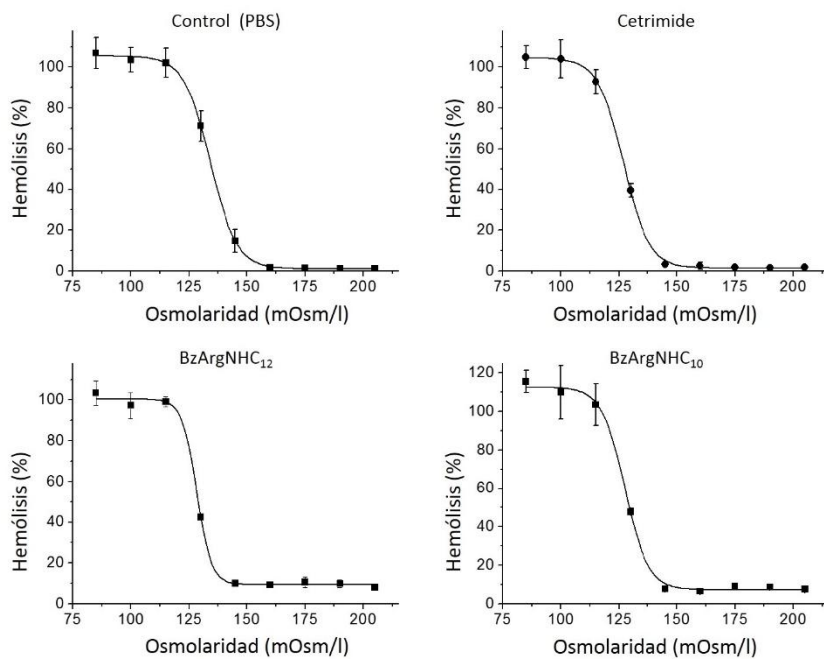 Control (PBS)
Hemólisis (%)
100
80
60
40
20
0
75 100 125 150 175 200
Osmolaridad (mOsm/l)
Cetrimide
Hemólisis (%)
100
80
60
40
20
0
75 100 125 150 175 200
Osmolaridad (mOsm/l)
BzArgNHC₁₂
Hemólisis (%)
100
80
60
40
20
0
75 100 125 150 175 200
Osmolaridad (mOsm/l)
BzArgNHC₁₀
Hemólisis (%)
120
100
80
60
40
20
0
75 100 125 150 175 200
Osmolaridad (mOsm/l)